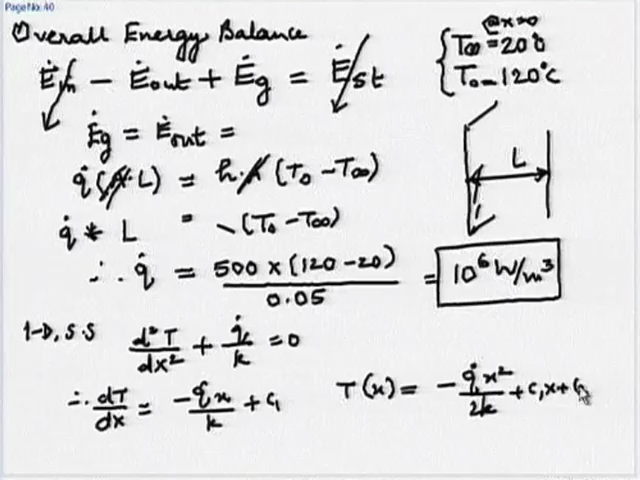 Page No: 40
Overall Energy Balance
@x=0
T∞ = 20°C
T₀ = 120°C
Ėin − Ėout + Ėg = Ėst
Ėg = Ėout =
q̇ (A·L) = h·A (T₀ − T∞)
L
q̇ * L = (T₀ − T∞)
∴ q̇ = 500 × (120 − 20) / 0.05 = 10⁶ W/m³
1-D, S.S d²T/dx² + q̇/k = 0
∴ dT/dx = −q̇x/k + C₁ T(x) = −q̇x²/2k + C₁x + C